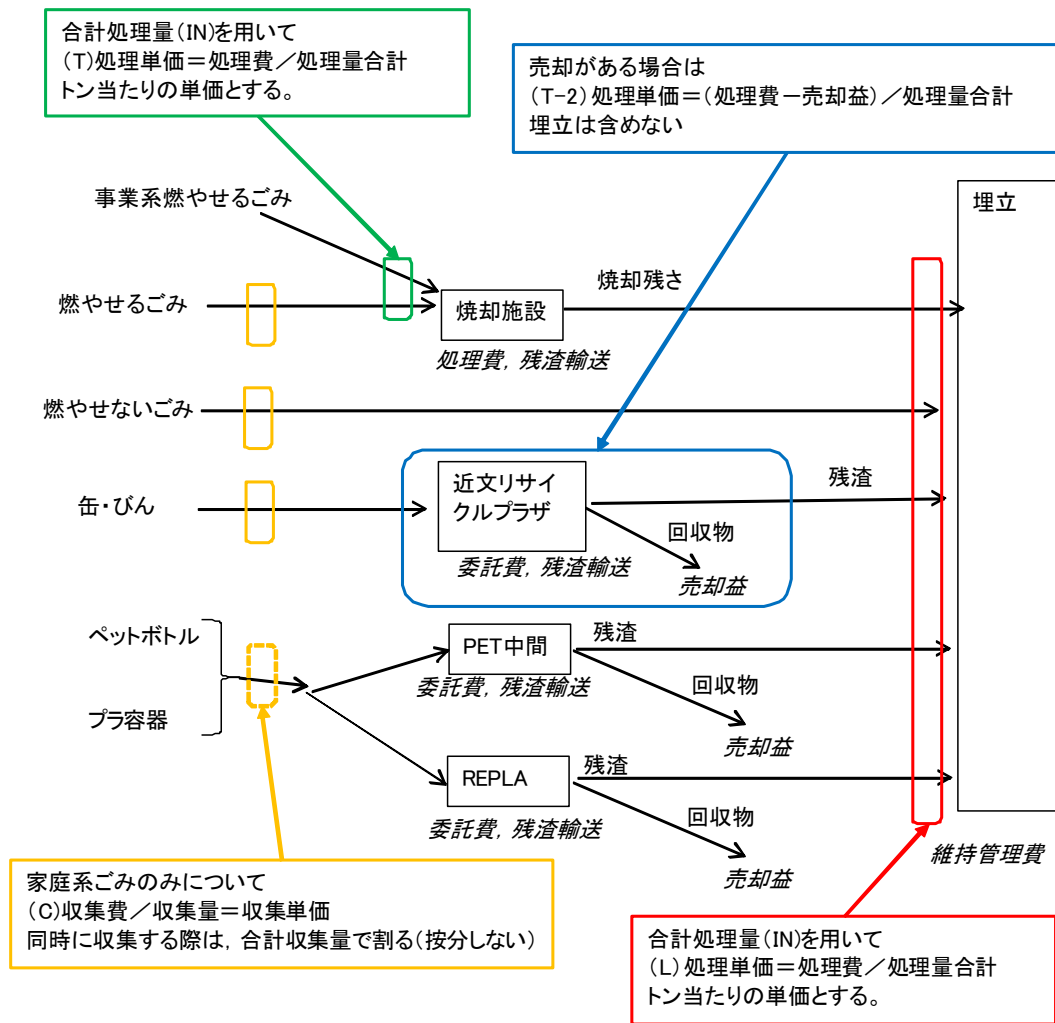 合計処理量(IN)を用いて
(T)処理単価=処理費/処理量合計
トン当たりの単価とする。
売却がある場合は
(T-2)処理単価=(処理費-売却益)/処理量合計
埋立は含めない
事業系燃やせるごみ
埋立
燃やせるごみ
焼却施設
焼却残さ
処理費, 残渣輸送
燃やせないごみ
缶・びん
近文リサイ
クルプラザ
残渣
回収物
委託費, 残渣輸送
売却益
ペットボトル
プラ容器
PET中間
残渣
委託費, 残渣輸送
回収物
売却益
REPLA
残渣
委託費, 残渣輸送
回収物
売却益
維持管理費
家庭系ごみのみについて
(C)収集費/収集量=収集単価
同時に収集する際は, 合計収集量で割る(按分しない)
合計処理量(IN)を用いて
(L)処理単価=処理費/処理量合計
トン当たりの単価とする。